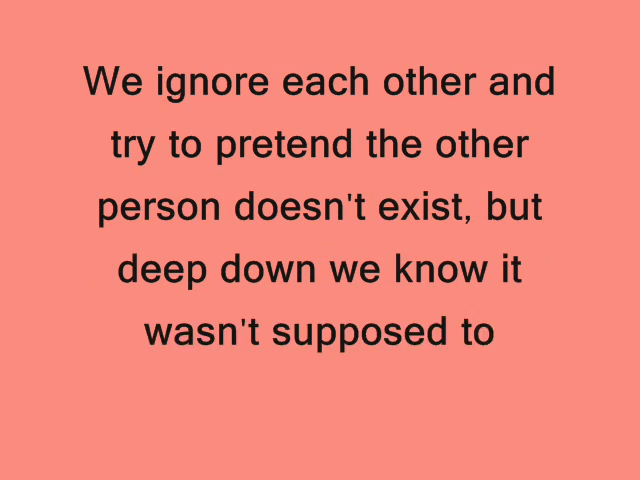 We ignore each other and
try to pretend the other
person doesn't exist, but
deep down we know it
wasn't supposed to